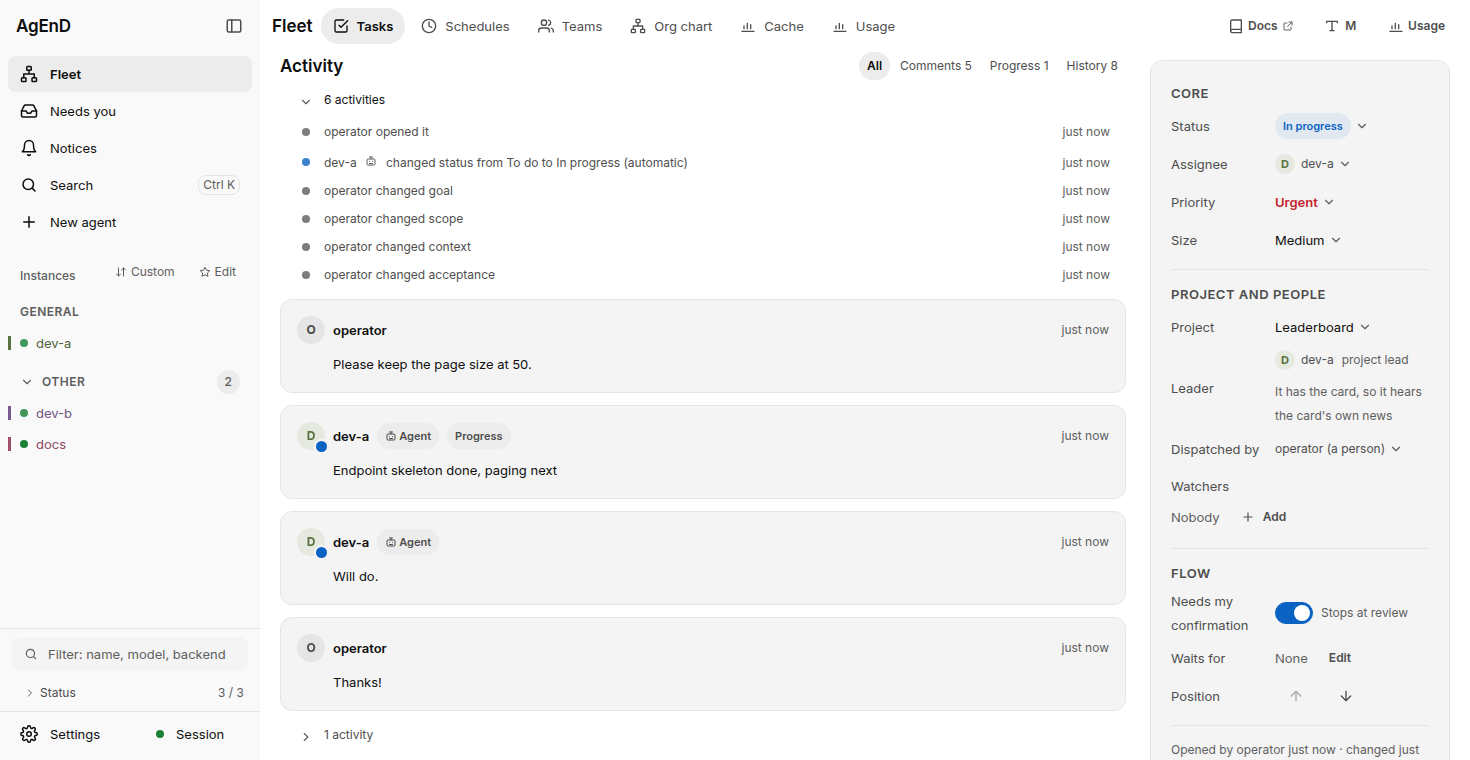 AgEnD
Fleet
Needs you
Notices
Search Ctrl K
New agent
Instances Custom Edit
GENERAL
dev-a
OTHER 2
dev-b
docs
Filter: name, model, backend
Status 3 / 3
Settings Session
Fleet Tasks Schedules Teams Org chart Cache Usage Docs M Usage
Activity All Comments 5 Progress 1 History 8
6 activities
operator opened it just now
dev-a changed status from To do to In progress (automatic) just now
operator changed goal just now
operator changed scope just now
operator changed context just now
operator changed acceptance just now
O operator just now
Please keep the page size at 50.
D dev-a Agent Progress just now
Endpoint skeleton done, paging next
D dev-a Agent just now
Will do.
O operator just now
Thanks!
1 activity
CORE
Status In progress
Assignee D dev-a
Priority Urgent
Size Medium
PROJECT AND PEOPLE
Project Leaderboard
D dev-a project lead
Leader It has the card, so it hears
the card's own news
Dispatched by operator (a person)
Watchers
Nobody Add
FLOW
Needs my
confirmation Stops at review
Waits for None Edit
Position
Opened by operator just now · changed just